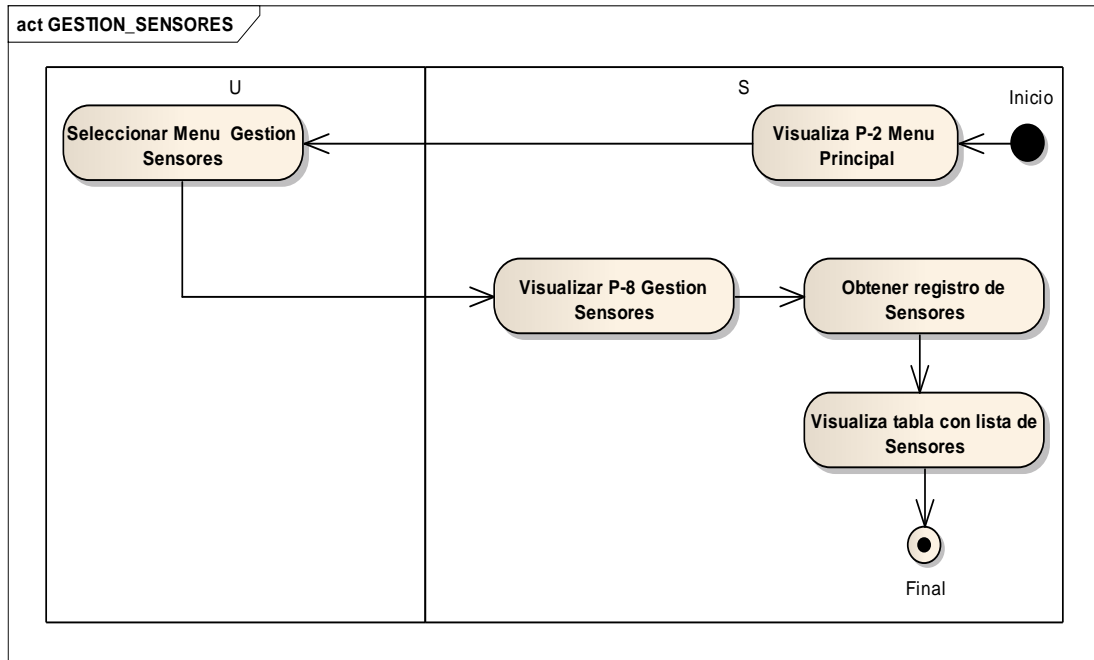 act GESTION_SENSORES
U
S
Inicio
Seleccionar Menu  Gestion
Sensores
Visualiza P-2 Menu
Principal
Visualizar P-8 Gestion
Sensores
Obtener registro de
Sensores
Visualiza tabla con lista de
Sensores
Final